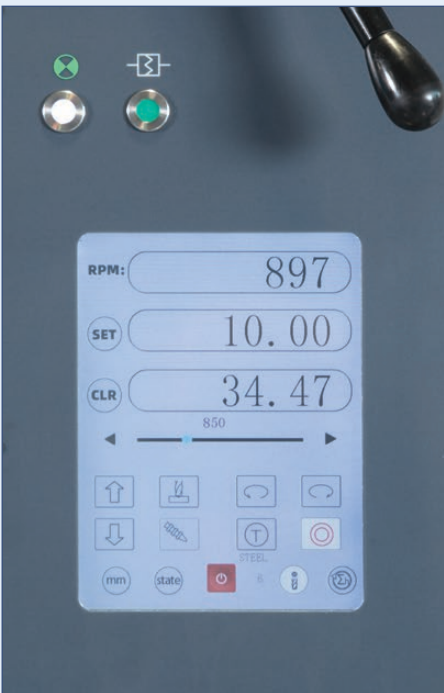 RPM: 897
SET 10.00
CLR 34.47
850
T
STEEL
mm state i